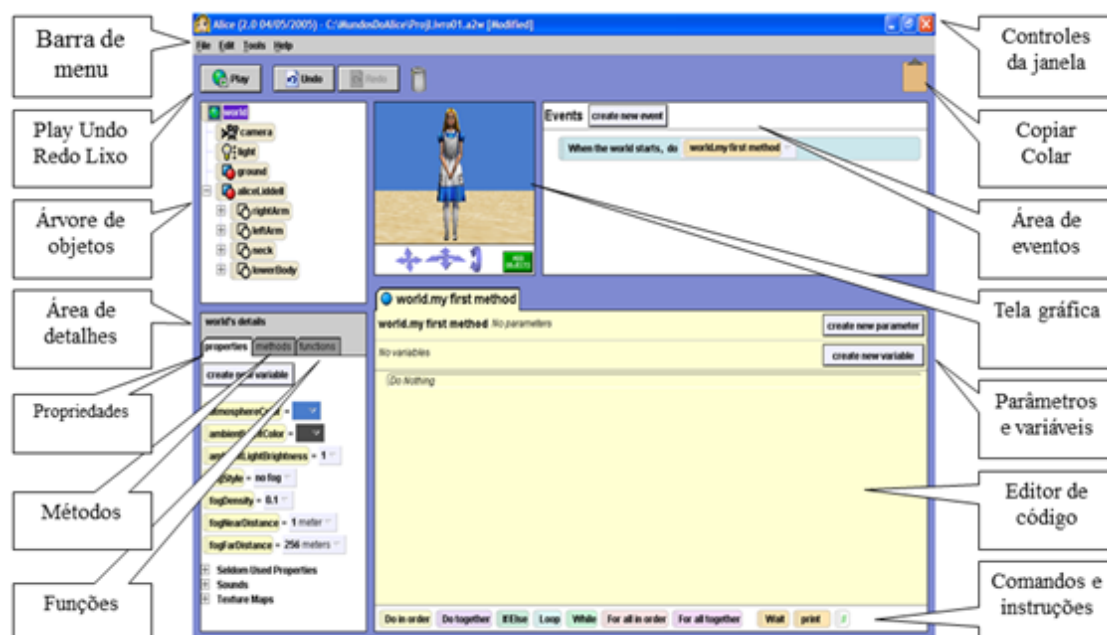 Alice (2.0 04/05/2005) - C:\MundosDoAlice\ProjLivro01.a2w [Modified]
File Edit Tools Help
Barra de
menu
Controles
da janela
Play Undo Redo
Play Undo
Redo Lixo
Copiar
Colar
world
camera
light
ground
aliceLiddell
rightArm
leftArm
neck
lowerBody
Árvore de
objetos
Events create new event
When the world starts, do world.my first method
Área de
eventos
ADD
OBJECTS
Tela gráfica
Área de
detalhes
world's details
properties methods functions
create new variable
Propriedades
= 
= 
= 1
= no fog
fogDensity = 0.1
fogNearDistance = 1 meter
fogFarDistance = 256 meters
Seldom Used Properties
Sounds
Texture Maps
Métodos
Funções
world.my first method
world.my first method No parameters
create new parameter
No variables
create new variable
Do Nothing
Parâmetros
e variáveis
Editor de
código
Comandos e
instruções
Do in order Do together If/Else Loop While For all in order For all together Wait print //